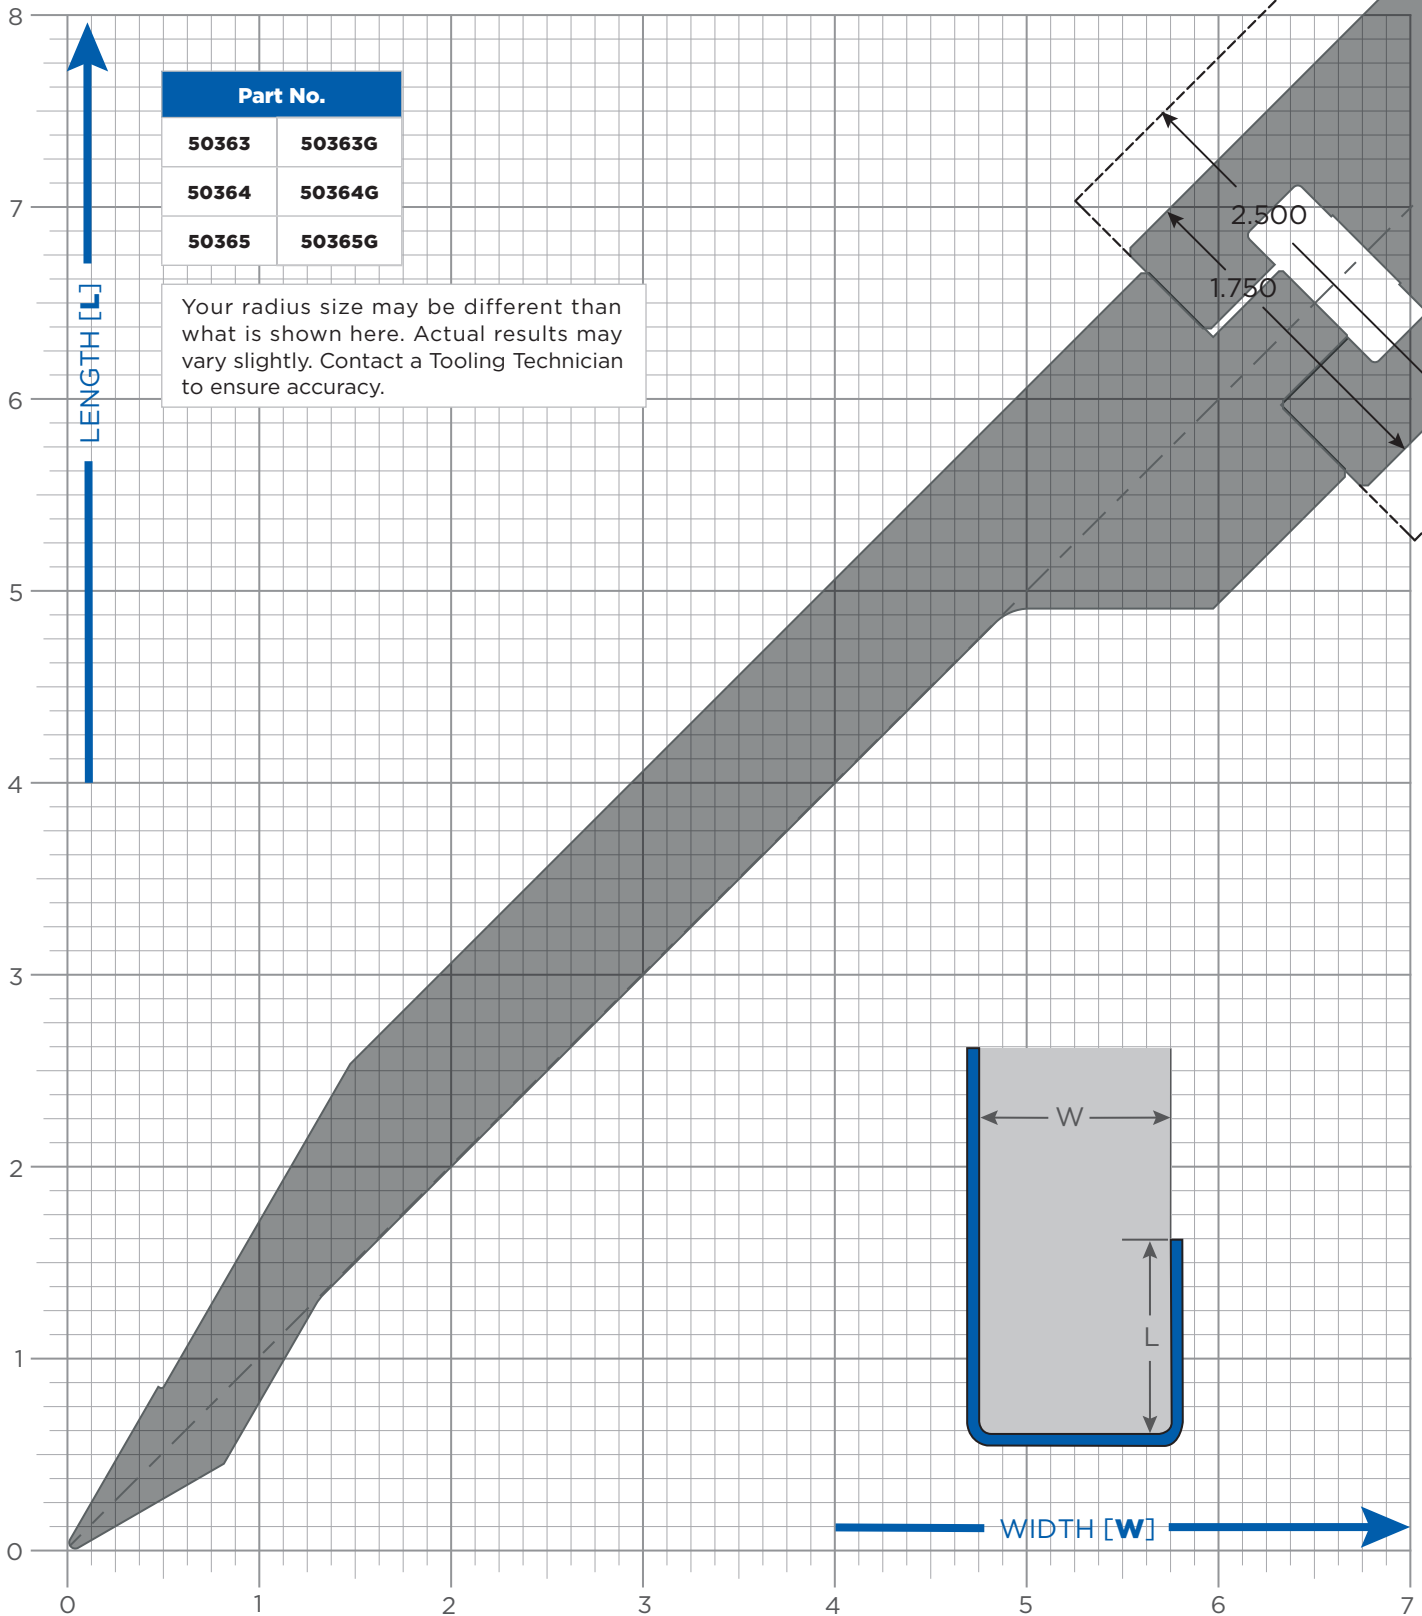 8
7
6
5
4
3
2
1
0
LENGTH [L]
Part No.
50363 50363G
50364 50364G
50365 50365G
Your radius size may be different than
what is shown here. Actual results may
vary slightly. Contact a Tooling Technician
to ensure accuracy.
2.500
1.750
W
L
WIDTH [W]
0 1 2 3 4 5 6 7